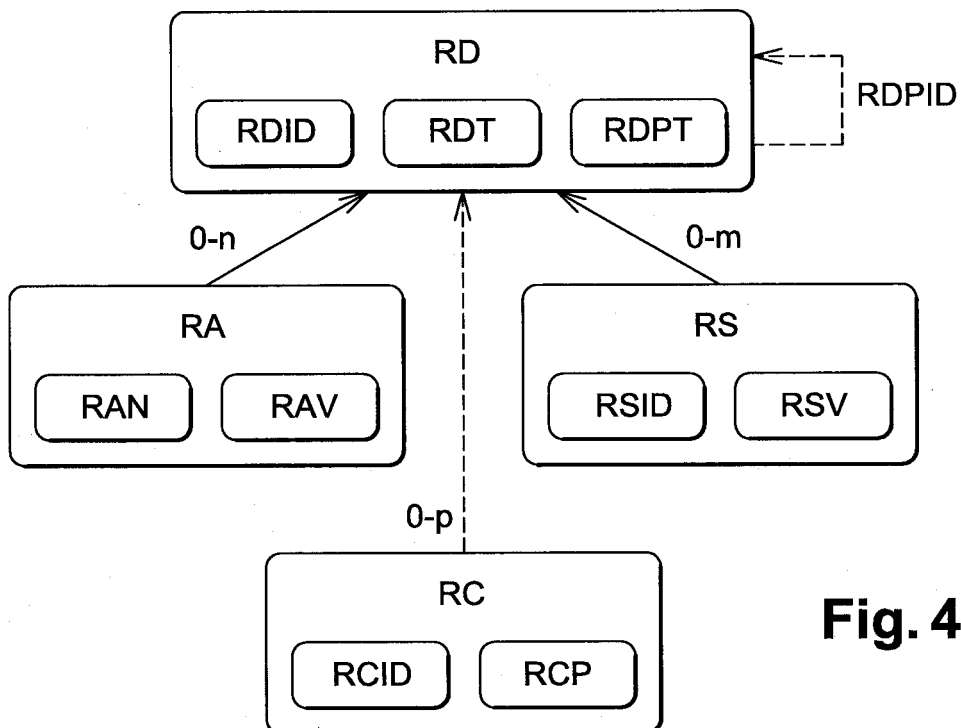 RD
RDPID
RDID RDT RDPT
0-n 0-m
RA RS
RAN RAV RSID RSV
0-p
RC
RCID RCP
Fig. 4